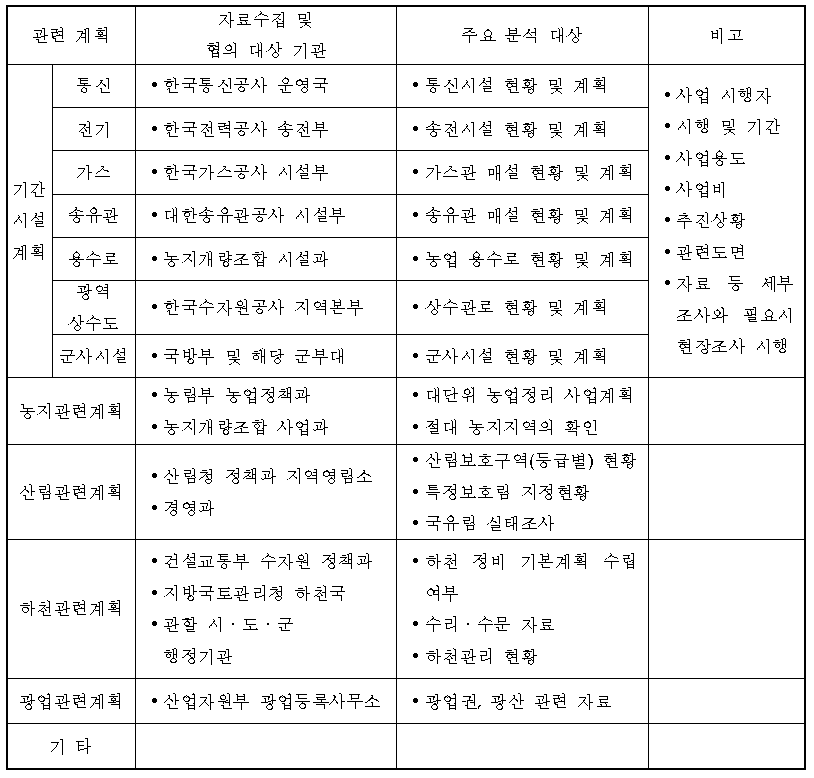 관련 계획
자료수집 및
협의 대상 기관
주요 분석 대상
비고
기간
시설
계획
통신
•한국통신공사 운영국
•통신시설 현황 및 계획
전기
•한국전력공사 송전부
•송전시설 현황 및 계획
가스
•한국가스공사 시설부
•가스관 매설 현황 및 계획
송유관
•대한송유관공사 시설부
•송유관 매설 현황 및 계획
용수로
•농지개량조합 시설과
•농업 용수로 현황 및 계획
광역
상수도
•한국수자원공사 지역본부
•상수관로 현황 및 계획
군사시설
•국방부 및 해당 군부대
•군사시설 현황 및 계획
•사업 시행자
•시행 및 기간
•사업용도
•사업비
•추진상황
•관련도면
•자료 등 세부
조사와 필요시
현장조사 시행
농지관련계획
•농림부 농업정책과
•농지개량조합 사업과
•대단위 농업정리 사업계획
•절대 농지지역의 확인
산림관련계획
•산림청 정책과 지역영림소
•경영과
•산림보호구역(등급별) 현황
•특정보호림 지정현황
•국유림 실태조사
하천관련계획
•건설교통부 수자원 정책과
•지방국토관리청 하천국
•관할 시·도·군
행정기관
•하천 정비 기본계획 수립
여부
•수리·수문 자료
•하천관리 현황
광업관련계획
•산업자원부 광업등록사무소
•광업권, 광산 관련 자료
기 타